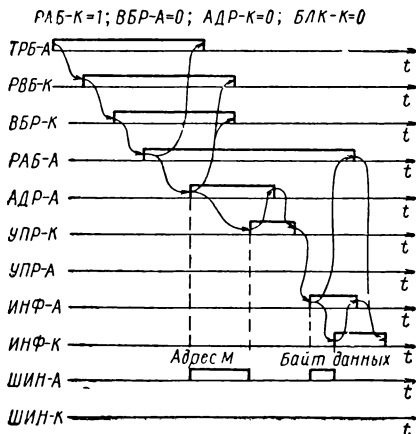 РАБ-К=1; ВБР-А=0; АДР-К=0; БЛК-К=0
ТРБ-А
t
РВБ-К
t
ВБР-К
t
РАБ-А
t
АДР-А
t
УПР-К
t
УПР-А
t
ИНФ-А
t
ИНФ-К
t
Адрес М Байт данных
ШИН-А
t
ШИН-К
t